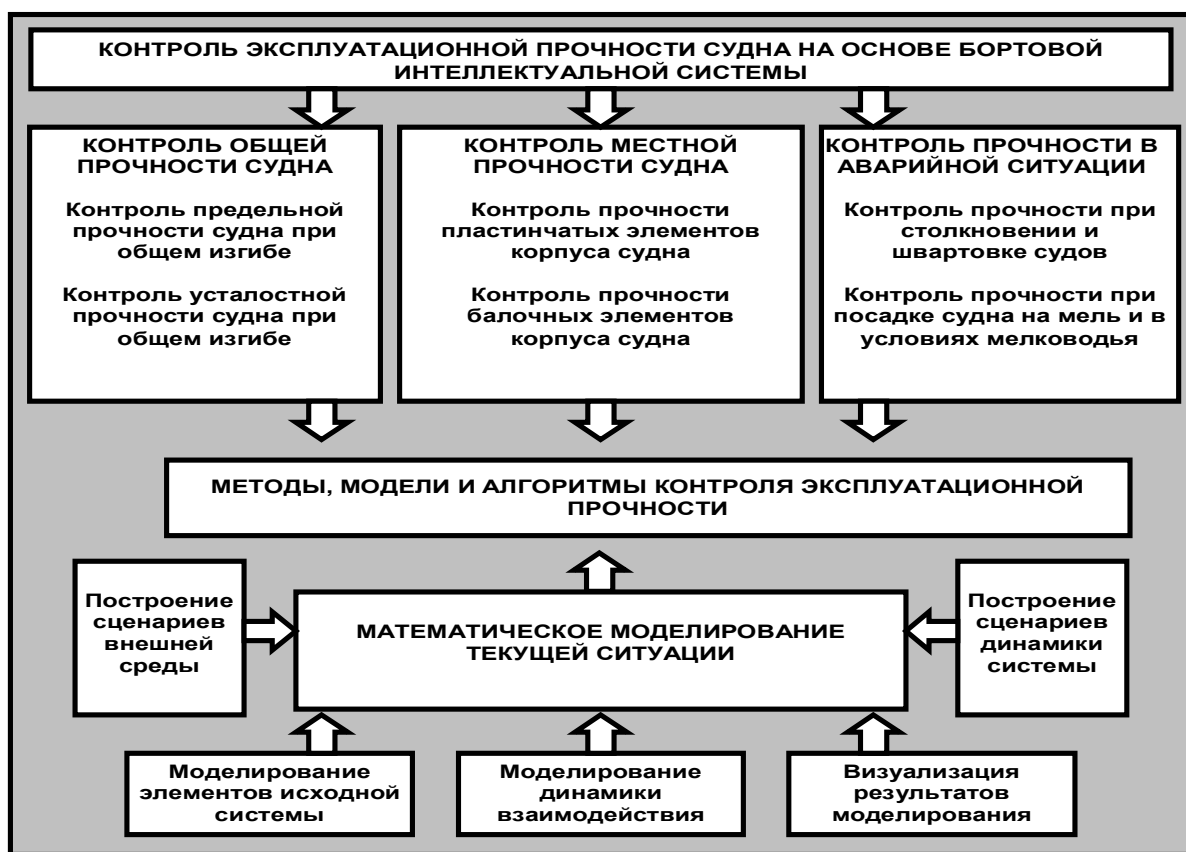 КОНТРОЛЬ ЭКСПЛУАТАЦИОННОЙ ПРОЧНОСТИ СУДНА НА ОСНОВЕ БОРТОВОЙ
ИНТЕЛЛЕКТУАЛЬНОЙ СИСТЕМЫ
КОНТРОЛЬ ОБЩЕЙ
ПРОЧНОСТИ СУДНА
Контроль предельной
прочности судна при
общем изгибе
Контроль усталостной
прочности судна при
общем изгибе
КОНТРОЛЬ МЕСТНОЙ
ПРОЧНОСТИ СУДНА
Контроль прочности
пластинчатых элементов
корпуса судна
Контроль прочности
балочных элементов
корпуса судна
КОНТРОЛЬ ПРОЧНОСТИ В
АВАРИЙНОЙ СИТУАЦИИ
Контроль прочности при
столкновении и
швартовке судов
Контроль прочности при
посадке судна на мель и в
условиях мелководья
МЕТОДЫ, МОДЕЛИ И АЛГОРИТМЫ КОНТРОЛЯ ЭКСПЛУАТАЦИОННОЙ
ПРОЧНОСТИ
Построение
сценариев
внешней
среды
МАТЕМАТИЧЕСКОЕ МОДЕЛИРОВАНИЕ
ТЕКУЩЕЙ СИТУАЦИИ
Построение
сценариев
динамики
системы
Моделирование
элементов исходной
системы
Моделирование
динамики
взаимодействия
Визуализация
результатов
моделирования